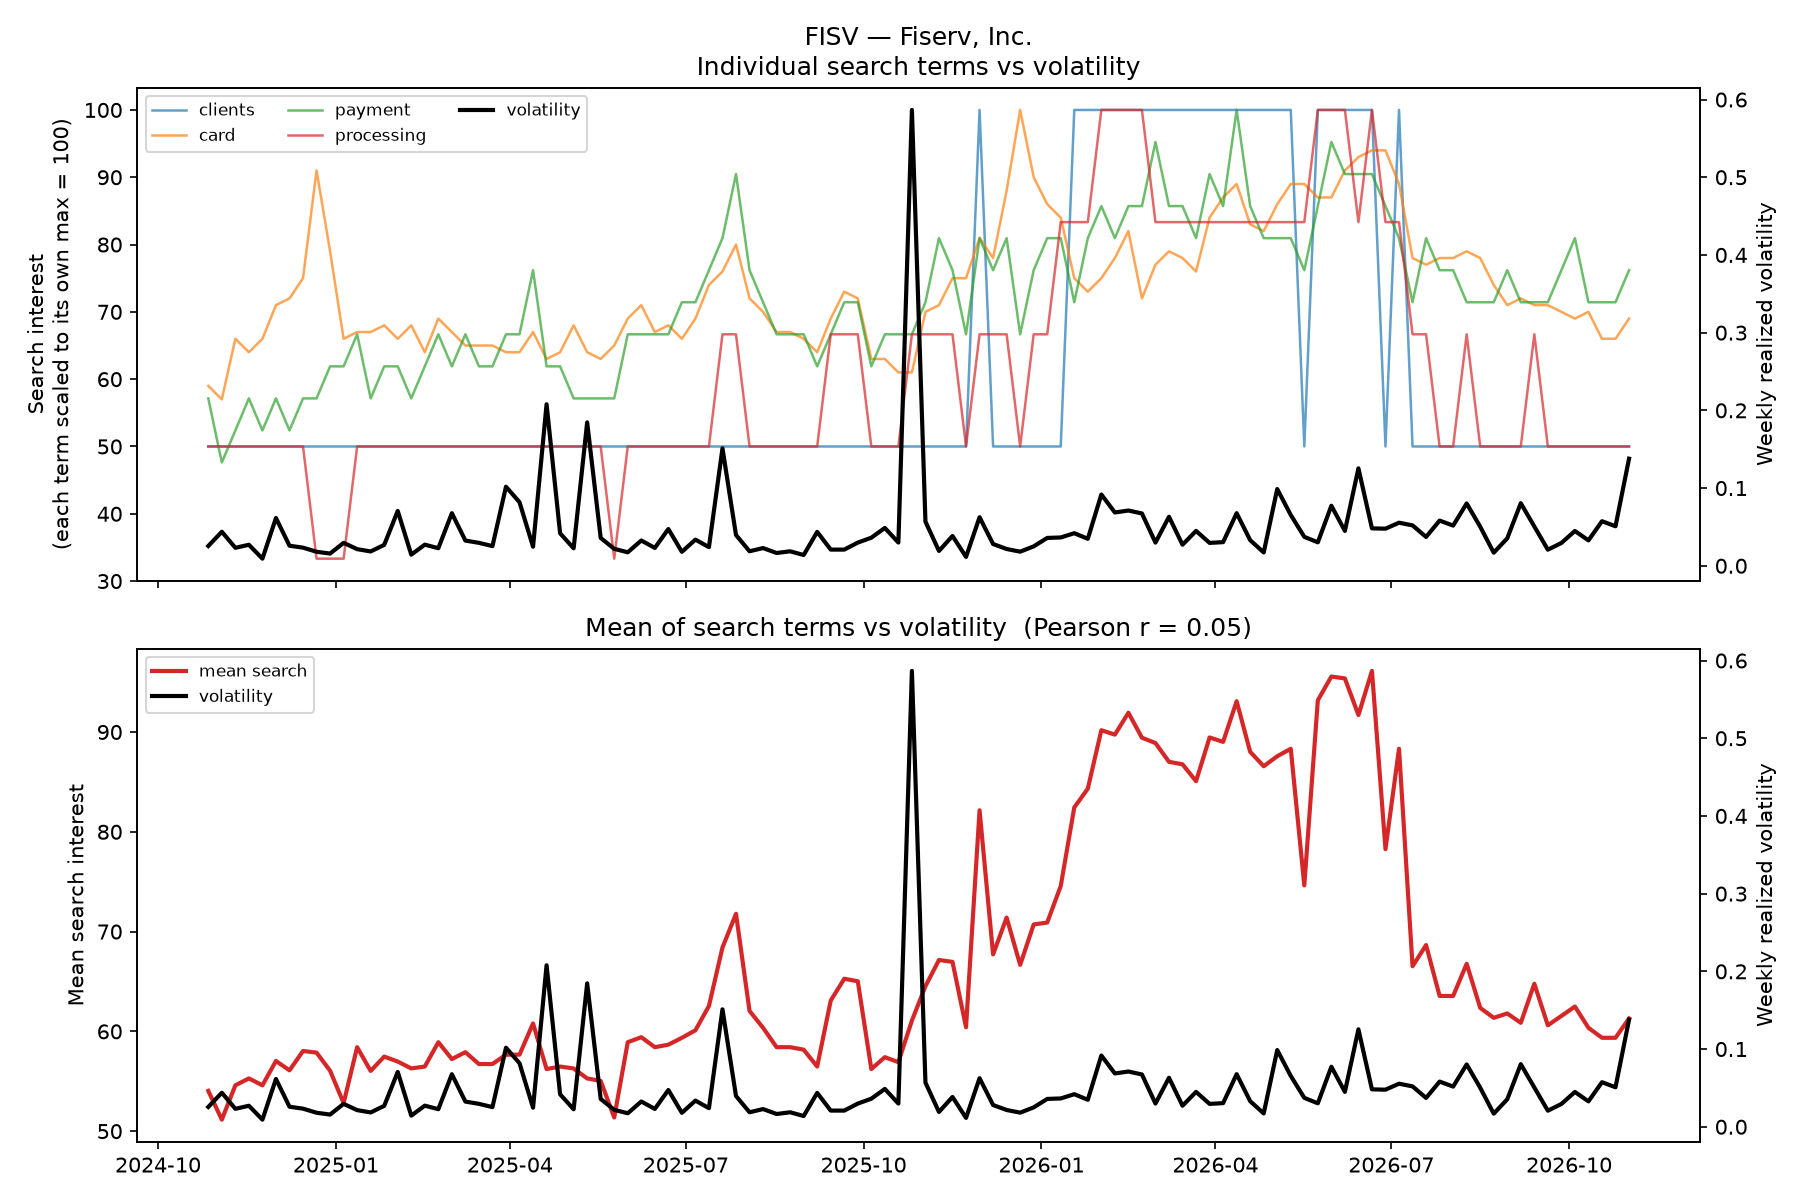 FISV — Fiserv, Inc.
Individual search terms vs volatility
clients
card
payment
processing
volatility
Search interest
(each term scaled to its own max = 100)
100
90
80
70
60
50
40
30
0.6
0.5
0.4
0.3
0.2
0.1
0.0
Weekly realized volatility
Mean of search terms vs volatility (Pearson r = 0.05)
mean search
volatility
Mean search interest
90
80
70
60
50
0.6
0.5
0.4
0.3
0.2
0.1
0.0
Weekly realized volatility
2024-10 2025-01 2025-04 2025-07 2025-10 2026-01 2026-04 2026-07 2026-10